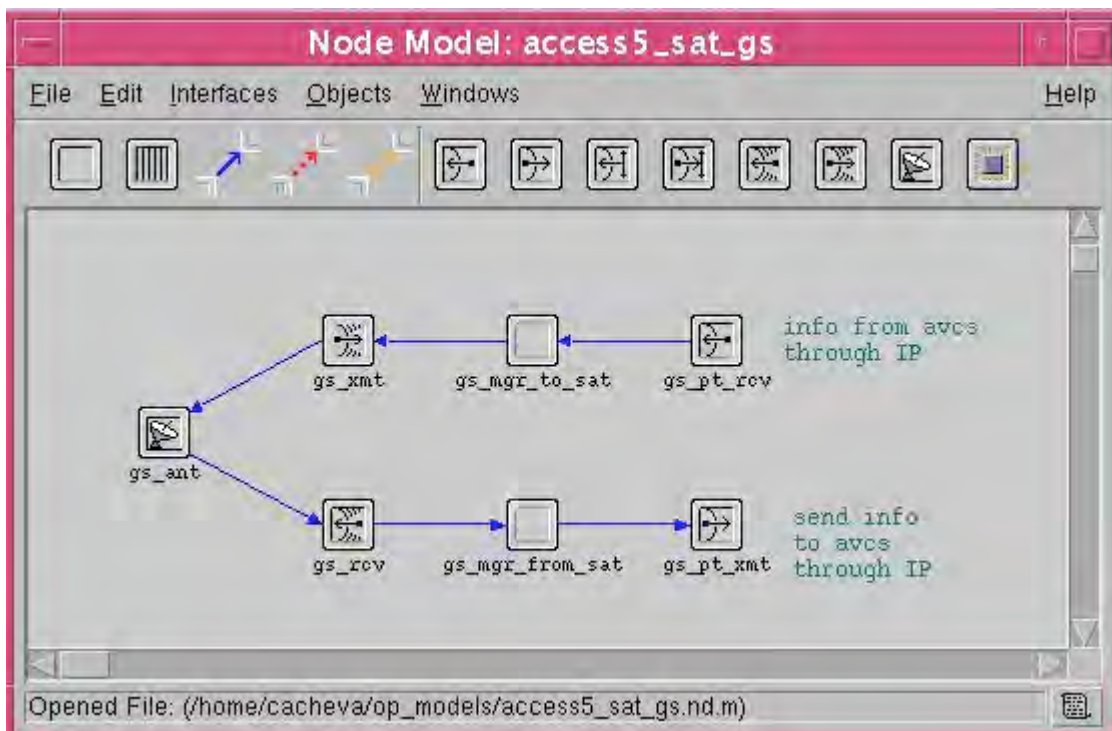 Node Model: access5_sat_gs
File Edit Interfaces Objects Windows Help
info from avcs
through IP
gs_xmt gs_mgr_to_sat gs_pt_rcv
gs_ant
send info
to avcs
through IP
gs_rcv gs_mgr_from_sat gs_pt_xmt
Opened File: (/home/cacheva/op_models/access5_sat_gs.nd.m)